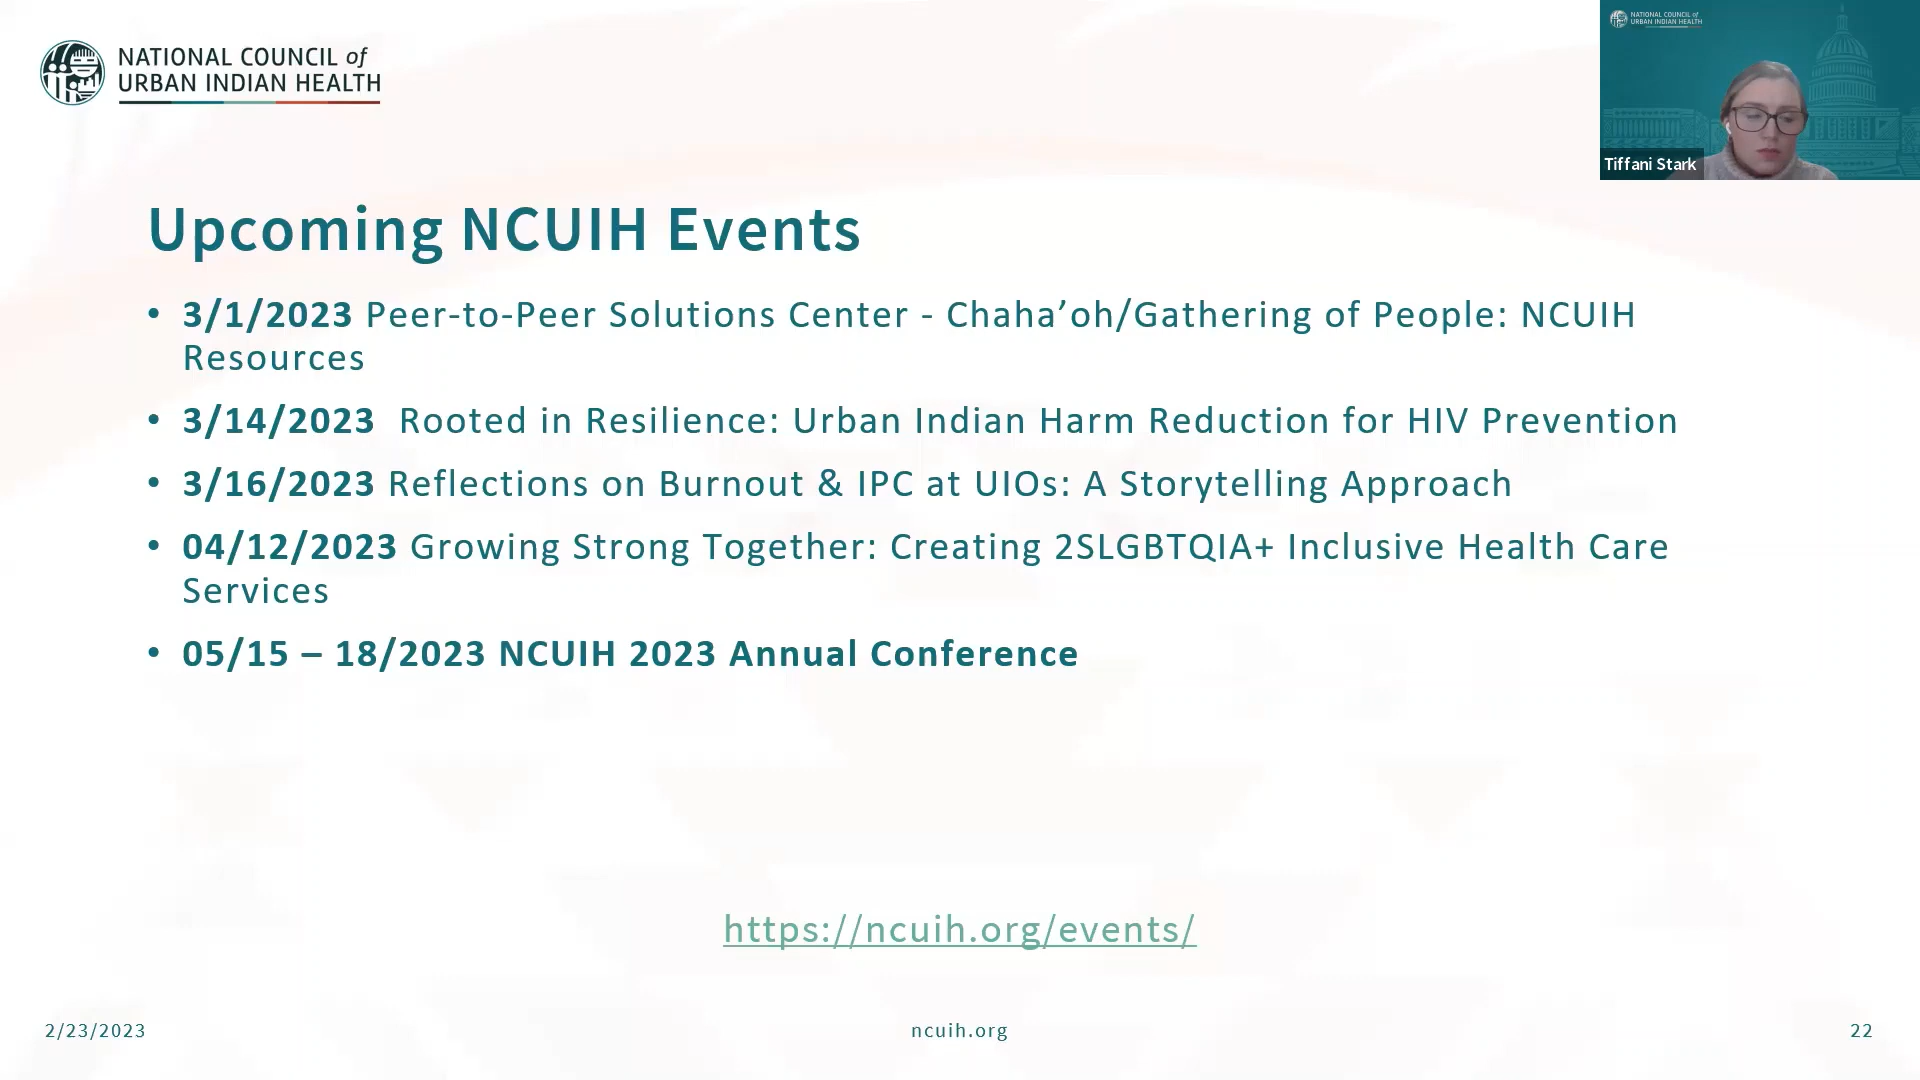 NATIONAL COUNCIL of
URBAN INDIAN HEALTH
NATIONAL COUNCIL of
URBAN INDIAN HEALTH
Tiffani Stark
Upcoming NCUIH Events
• 3/1/2023 Peer-to-Peer Solutions Center - Chaha’oh/Gathering of People: NCUIH
Resources
• 3/14/2023  Rooted in Resilience: Urban Indian Harm Reduction for HIV Prevention
• 3/16/2023 Reflections on Burnout & IPC at UIOs: A Storytelling Approach
• 04/12/2023 Growing Strong Together: Creating 2SLGBTQIA+ Inclusive Health Care
Services
• 05/15 – 18/2023 NCUIH 2023 Annual Conference
https://ncuih.org/events/
2/23/2023
ncuih.org
22